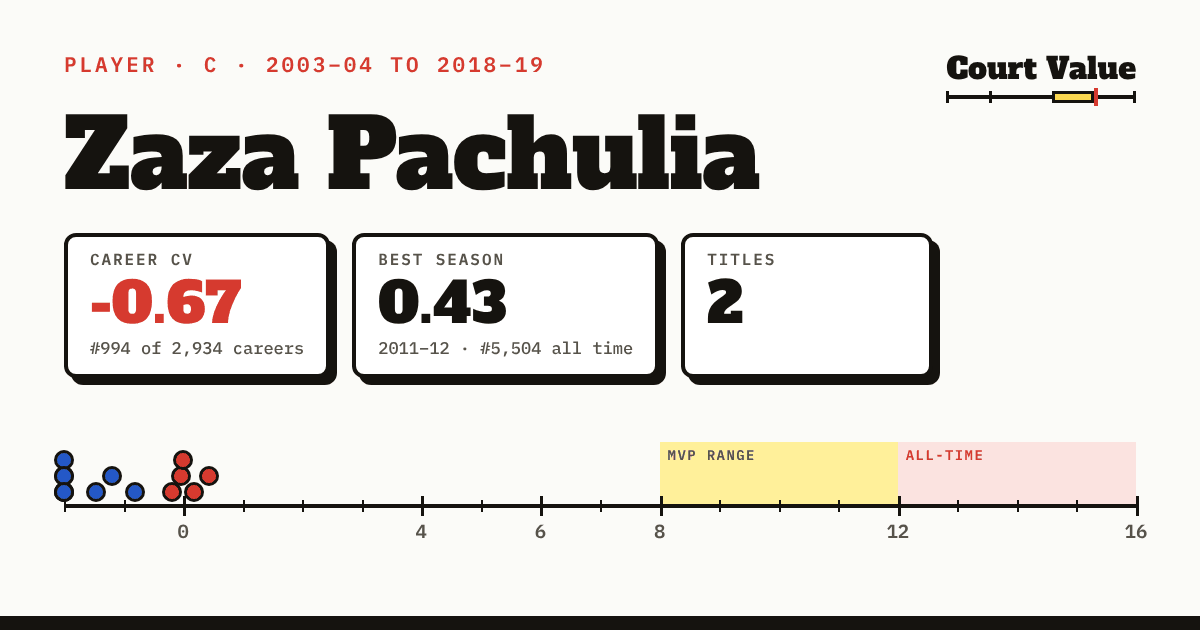 PLAYER · C · 2003–04 TO 2018–19
Court Value
Zaza Pachulia
CAREER CV
-0.67
#994 of 2,934 careers
BEST SEASON
0.43
2011–12 · #5,504 all time
TITLES
2
MVP RANGE
ALL-TIME
0 4 6 8 12 16